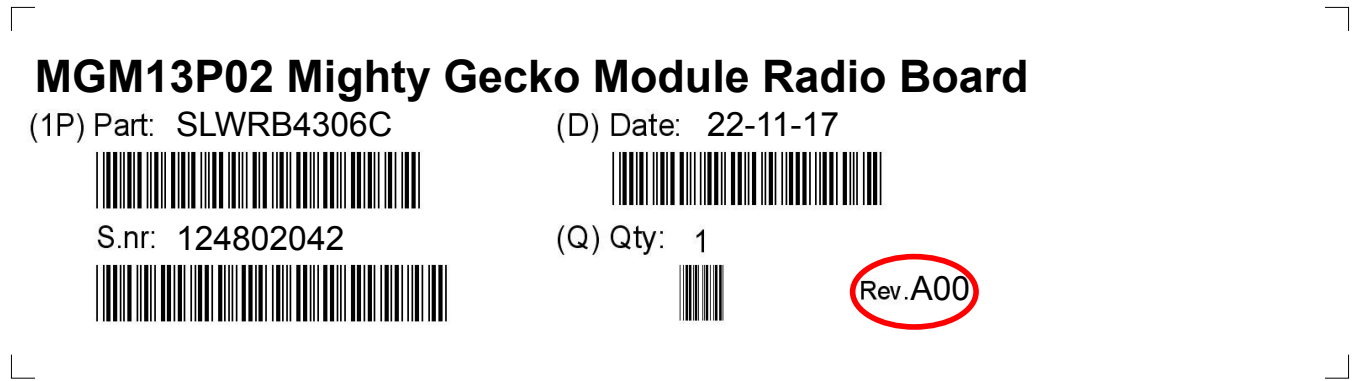 MGM13P02 Mighty Gecko Module Radio Board
(1P) Part: SLWRB4306C (D) Date: 22-11-17
S.nr: 124802042 (Q) Qty: 1
Rev.A00